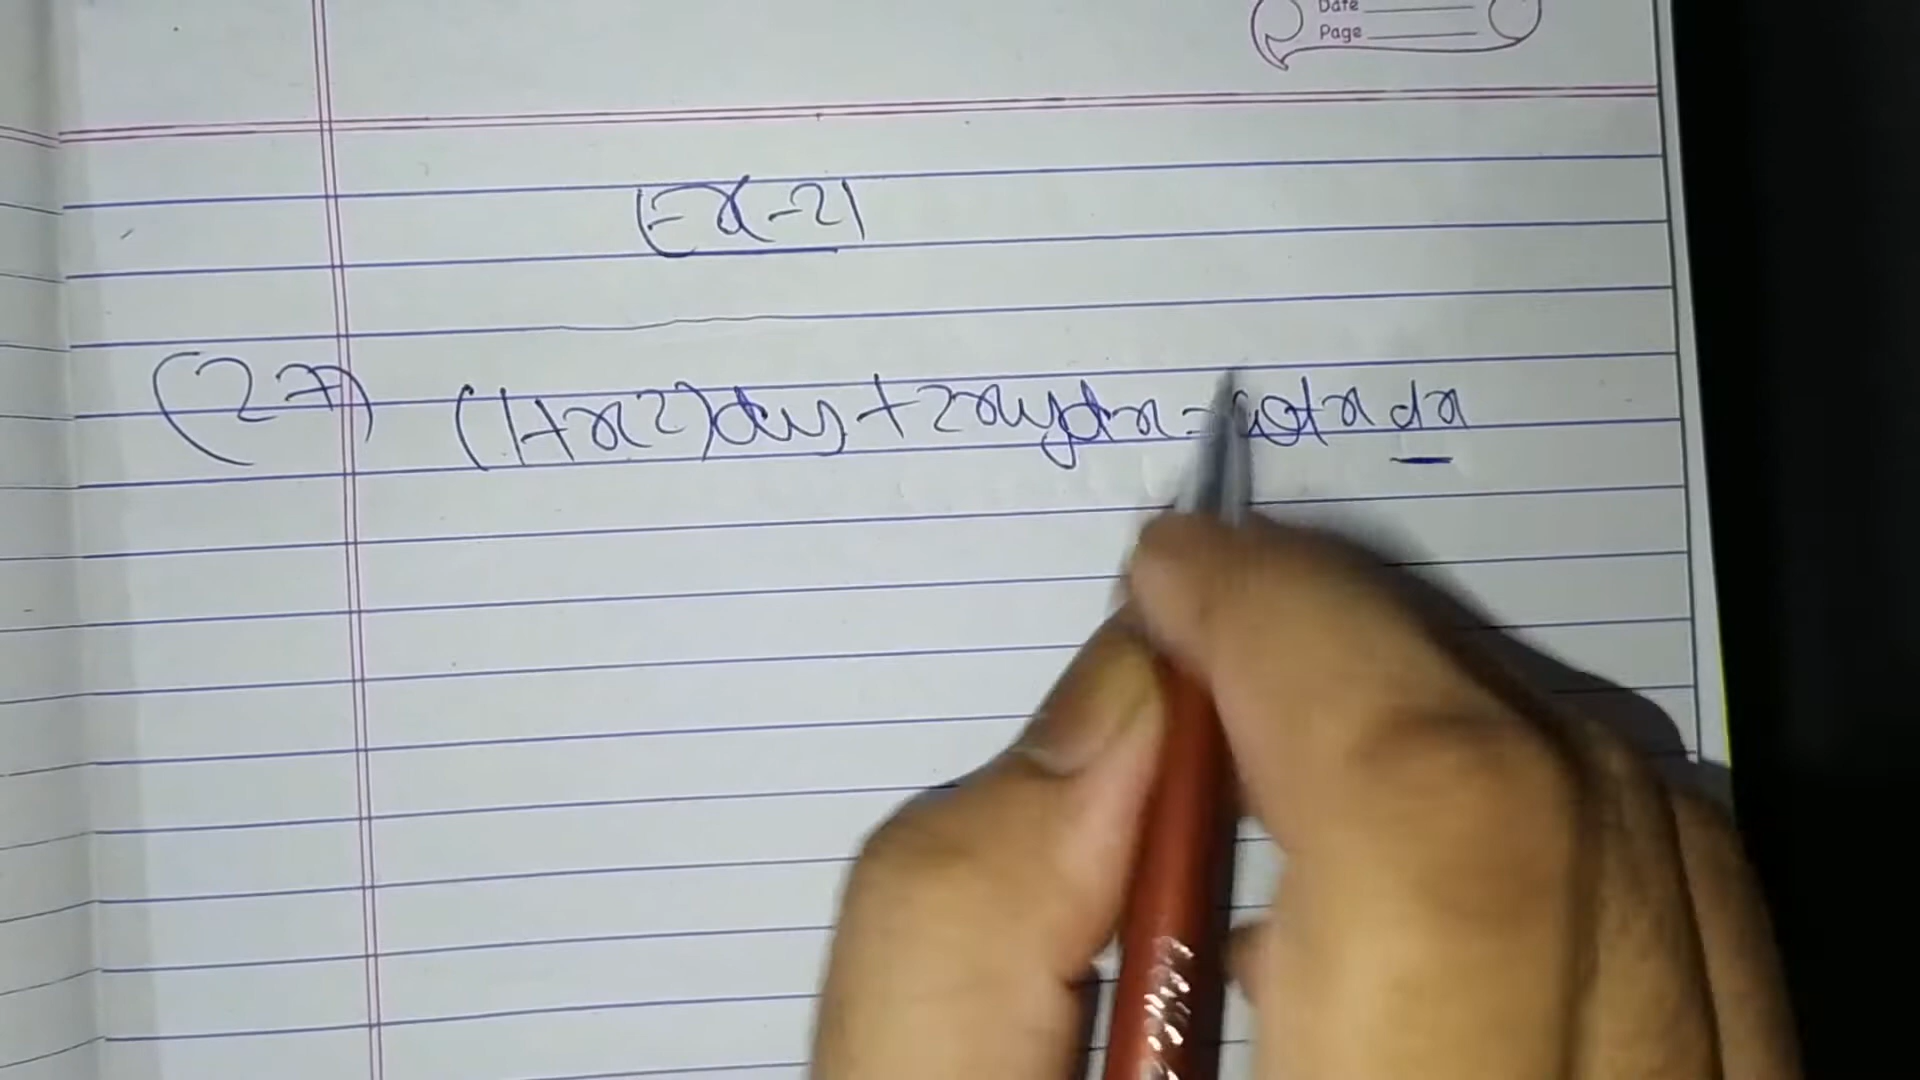 Date
Page
Ex-21
(27) (1+x2)dy+2xydx=cotx dx